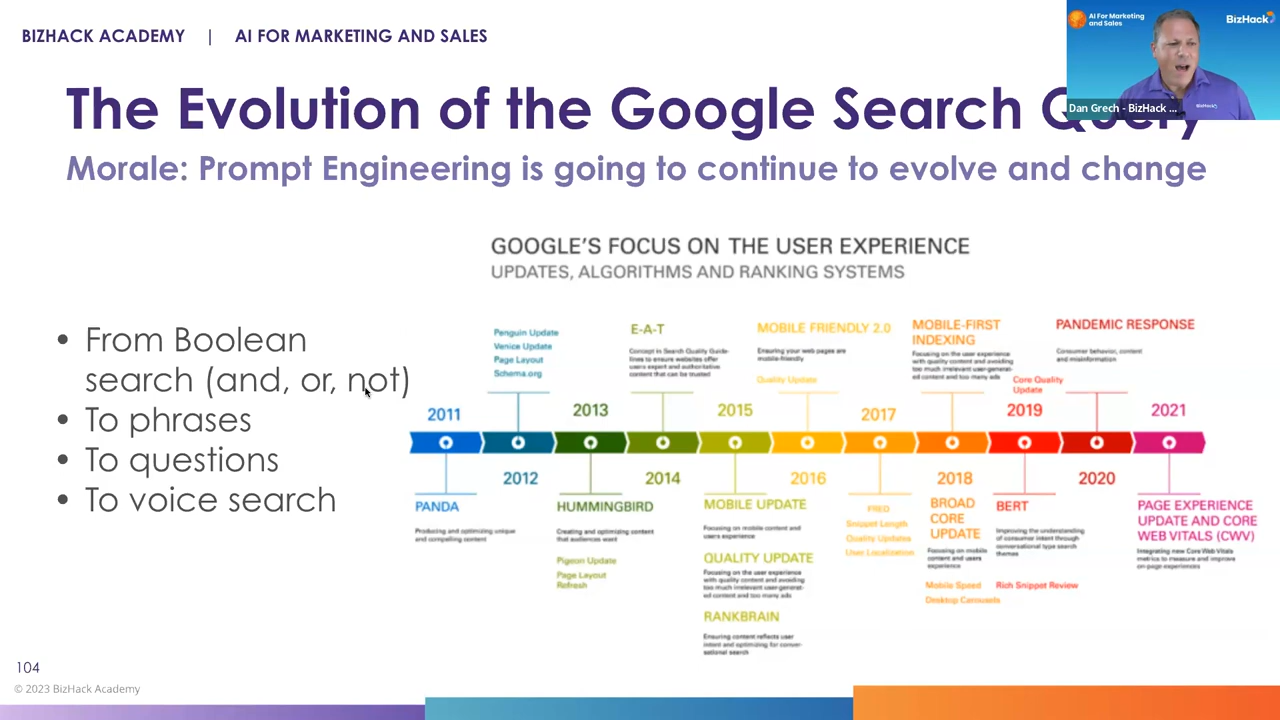 BIZHACK ACADEMY | AI FOR MARKETING AND SALES
AI For Marketing
and Sales
BizHack
Dan Grech - BizHack ...
BizHack
The Evolution of the Google Search Query
Morale: Prompt Engineering is going to continue to evolve and change
GOOGLE'S FOCUS ON THE USER EXPERIENCE
UPDATES, ALGORITHMS AND RANKING SYSTEMS
• From Boolean
search (and, or, not)
• To phrases
• To questions
• To voice search
Penguin Update
Venice Update
Page Layout
Schema.org
E-A-T
Concept in Search Quality Guide-
lines to ensure websites offer
users expert and authoritative
content that can be trusted
MOBILE FRIENDLY 2.0
Ensuring your web pages are
mobile-friendly
Quality Update
MOBILE-FIRST
INDEXING
Focusing on the user experience
with quality content and avoiding
too much irrelevant user-generat-
ed content and too many ads
Core Quality
Update
PANDEMIC RESPONSE
Consumer behavior, content
and misinformation
2011
2013
2015
2017
2019
2021
2012
2014
2016
2018
2020
PANDA
Producing and optimizing unique
and compelling content
HUMMINGBIRD
Creating and optimizing content
that audiences want
Pigeon Update
Page Layout
Refresh
MOBILE UPDATE
Focusing on mobile content and
users experience
QUALITY UPDATE
Focusing on the user experience
with quality content and avoiding
too much irrelevant user-generat-
ed content and too many ads
RANKBRAIN
Ensuring content reflects user
intent and optimizing for conver-
sational search
FRED
Snippet Length
Quality Updates
User Localization
BROAD
CORE
UPDATE
Focusing on mobile
content and users
experience
Mobile Speed
Desktop Carousels
BERT
Improving the understanding
of consumer intent through
conversational type search
themes
Rich Snippet Review
PAGE EXPERIENCE
UPDATE AND CORE
WEB VITALS (CWV)
Integrating new Core Web Vitals
metrics to measure and improve
on-page experiences
104
© 2023 BizHack Academy